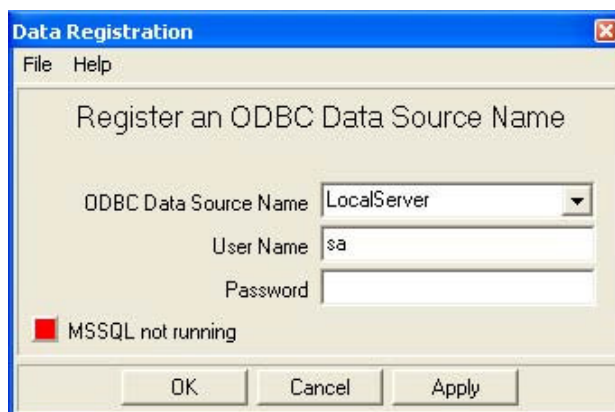 Data Registration
File Help
Register an ODBC Data Source Name
ODBC Data Source Name LocalServer
User Name sa
Password
MSSQL not running
OK Cancel Apply